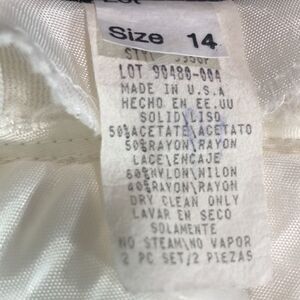 Size 14
LOT 90480-004
MADE IN U.S.A
HECHO EN EE.UU
SOLID\LISO
50%ACETATE\ACETATO
50%RAYON/RAYON
LACE\ENCAJE
60%NYLON/NILON
40%RAYON/RAYON
DRY CLEAN ONLY
LAVAR EN SECO
SOLAMENTE
NO STEAM\NO VAPOR
2 PC SET/2 PIEZAS